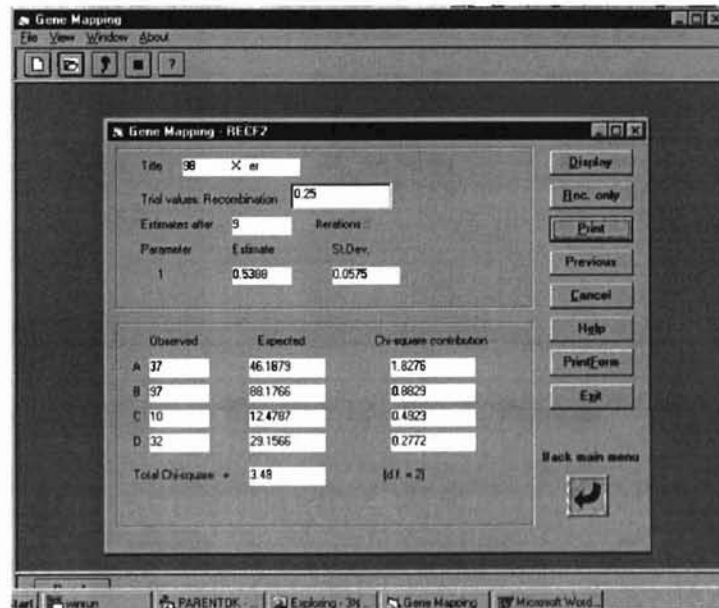 Gene Mapping
File View Window About
?
Gene Mapping - RECF2
Title 98 X er
Trial values: Recombination 0.25
Estimates after 9 Iterations ::
Parameter Estimate St.Dev.
1 0.5388 0.0575
Observed Expected Chi-square contribution
A 37 46.1879 1.8276
B 97 88.1766 0.8829
C 10 12.4787 0.4923
D 32 29.1566 0.2772
Total Chi-square = 3.48 (d.f. = 2)
Display
Rec. only
Print
Previous
Cancel
Help
PrintForm
Exit
Back main menu
PARENTDK - ... Exploring - 3½ ... Gene Mapping Microsoft Word...